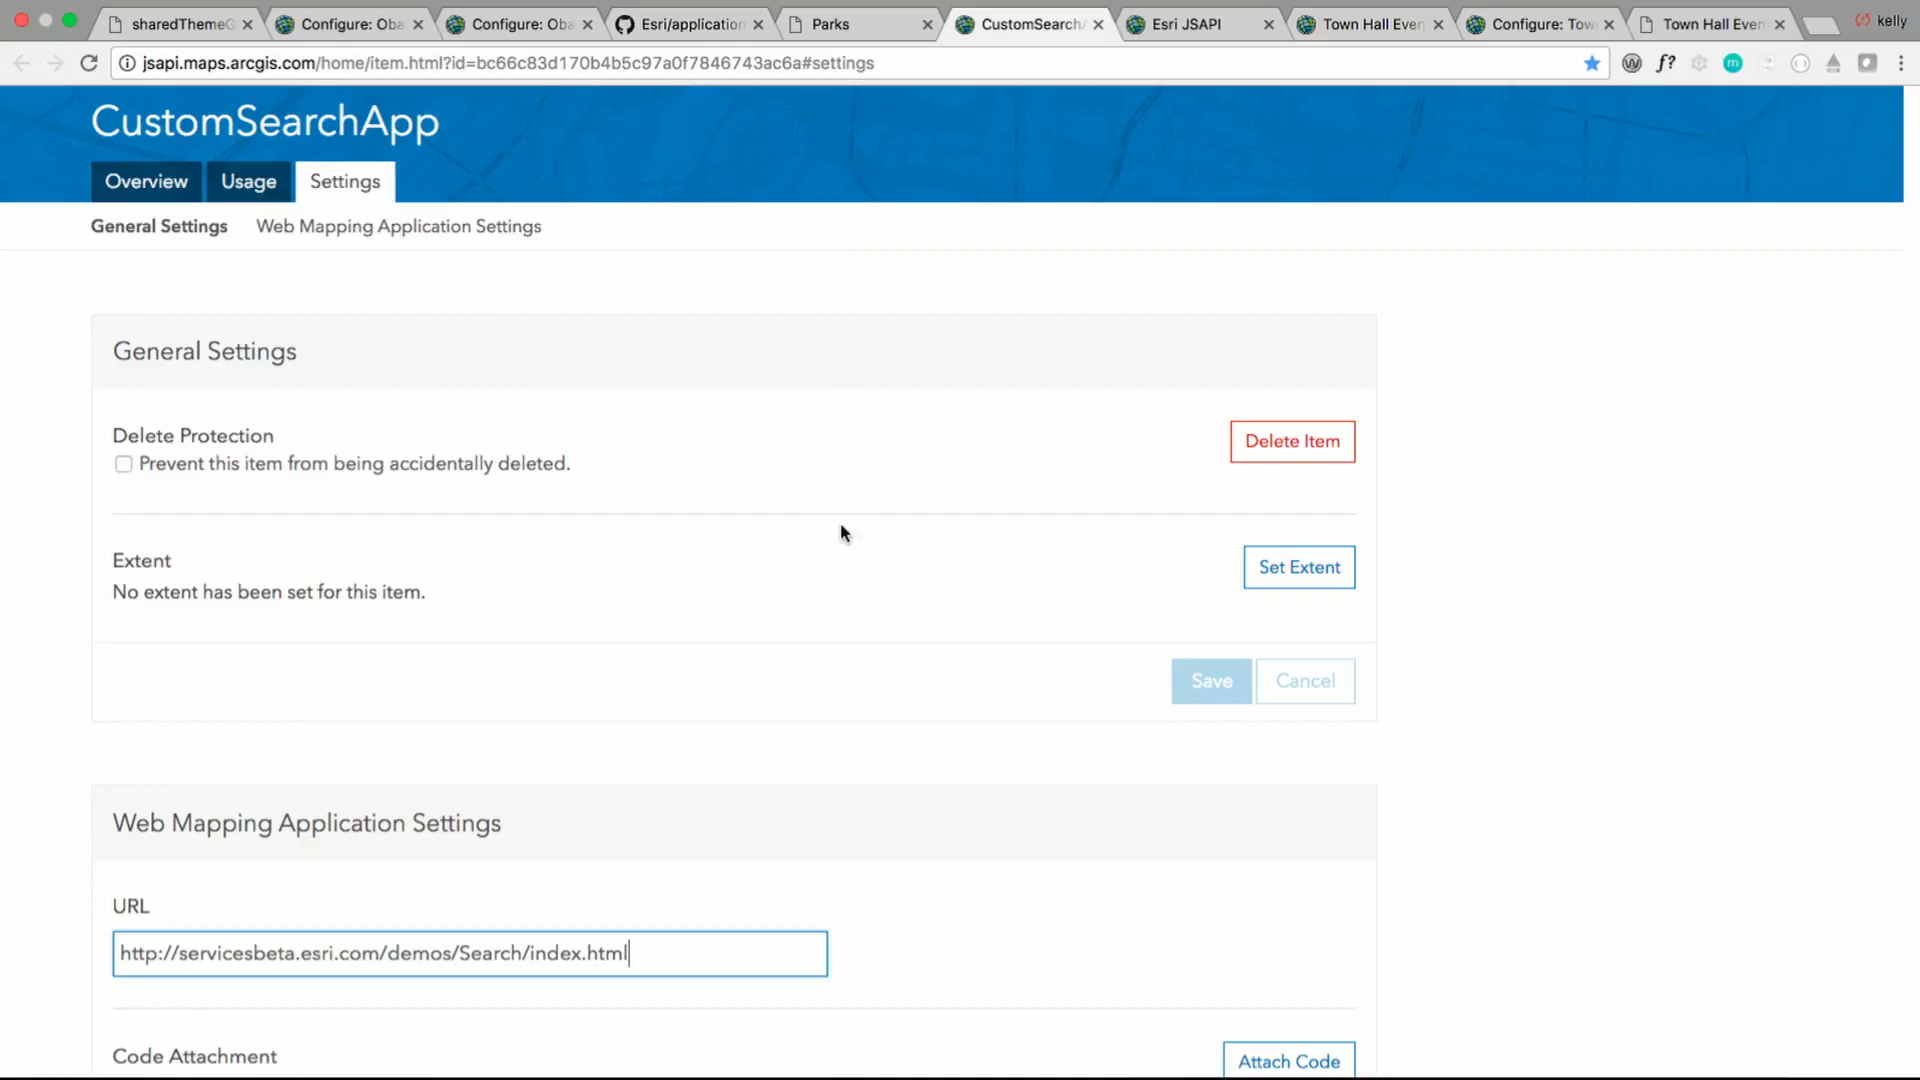 sharedThemeG
Configure: Oba
Configure: Oba
Esri/application
Parks
CustomSearchA
Esri JSAPI
Town Hall Even
Configure: Tow
Town Hall Even
kelly
jsapi.maps.arcgis.com/home/item.html?id=bc66c83d170b4b5c97a0f7846743ac6a#settings
f?
CustomSearchApp
Overview
Usage
Settings
General Settings
Web Mapping Application Settings
General Settings
Delete Protection
Delete Item
Prevent this item from being accidentally deleted.
Extent
Set Extent
No extent has been set for this item.
Save
Cancel
Web Mapping Application Settings
URL
http://servicesbeta.esri.com/demos/Search/index.html
Code Attachment
Attach Code